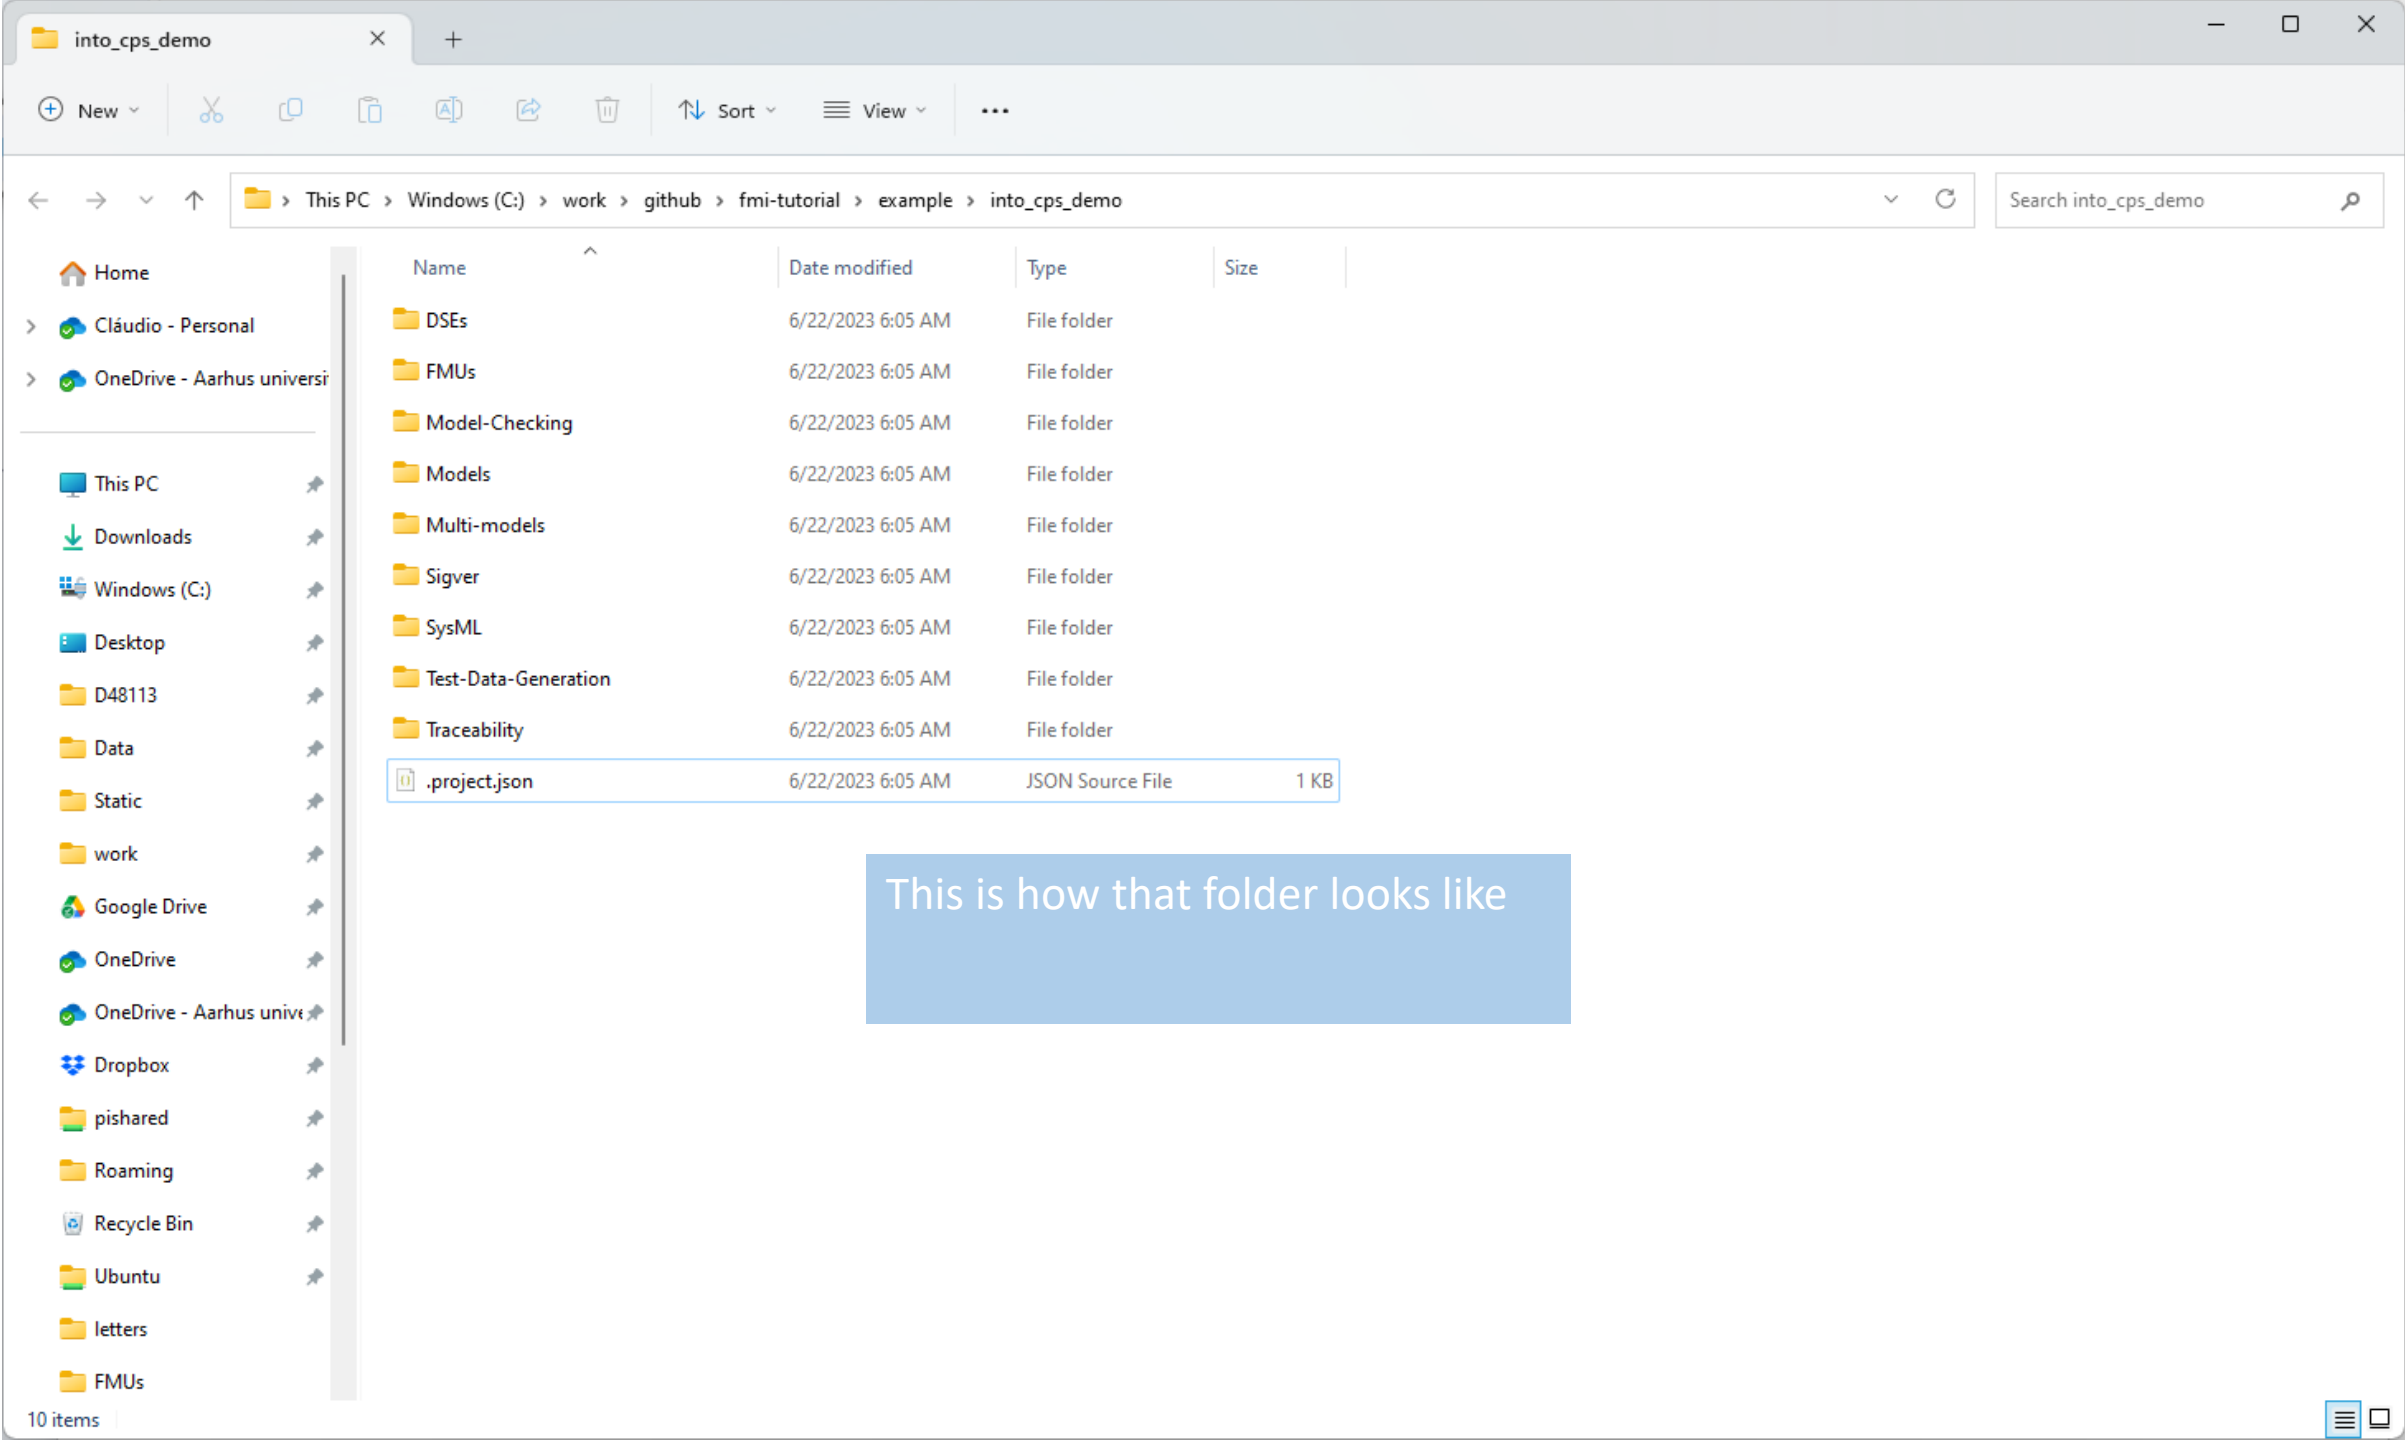 into_cps_demo
New
Sort
View
This PC > Windows (C:) > work > github > fmi-tutorial > example > into_cps_demo
Search into_cps_demo
Home
Cláudio - Personal
OneDrive - Aarhus universit
This PC
Downloads
Windows (C:)
Desktop
D48113
Data
Static
work
Google Drive
OneDrive
OneDrive - Aarhus unive
Dropbox
pishared
Roaming
Recycle Bin
Ubuntu
letters
FMUs
Name Date modified Type Size
DSEs 6/22/2023 6:05 AM File folder
FMUs 6/22/2023 6:05 AM File folder
Model-Checking 6/22/2023 6:05 AM File folder
Models 6/22/2023 6:05 AM File folder
Multi-models 6/22/2023 6:05 AM File folder
Sigver 6/22/2023 6:05 AM File folder
SysML 6/22/2023 6:05 AM File folder
Test-Data-Generation 6/22/2023 6:05 AM File folder
Traceability 6/22/2023 6:05 AM File folder
.project.json 6/22/2023 6:05 AM JSON Source File 1 KB
This is how that folder looks like
10 items